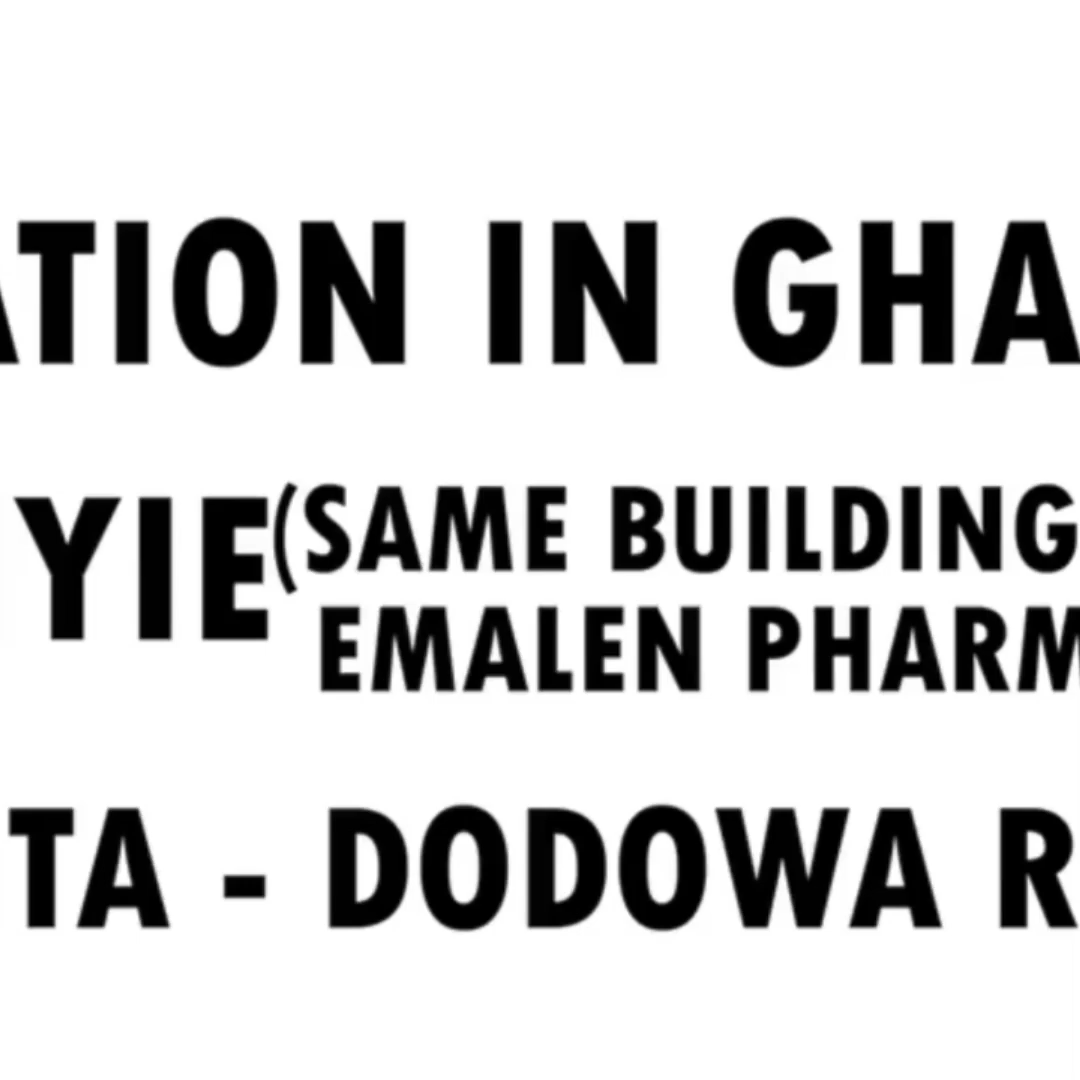 ATION IN GHA
YIE (SAME BUILDING
EMALEN PHARM
TA - DODOWA R